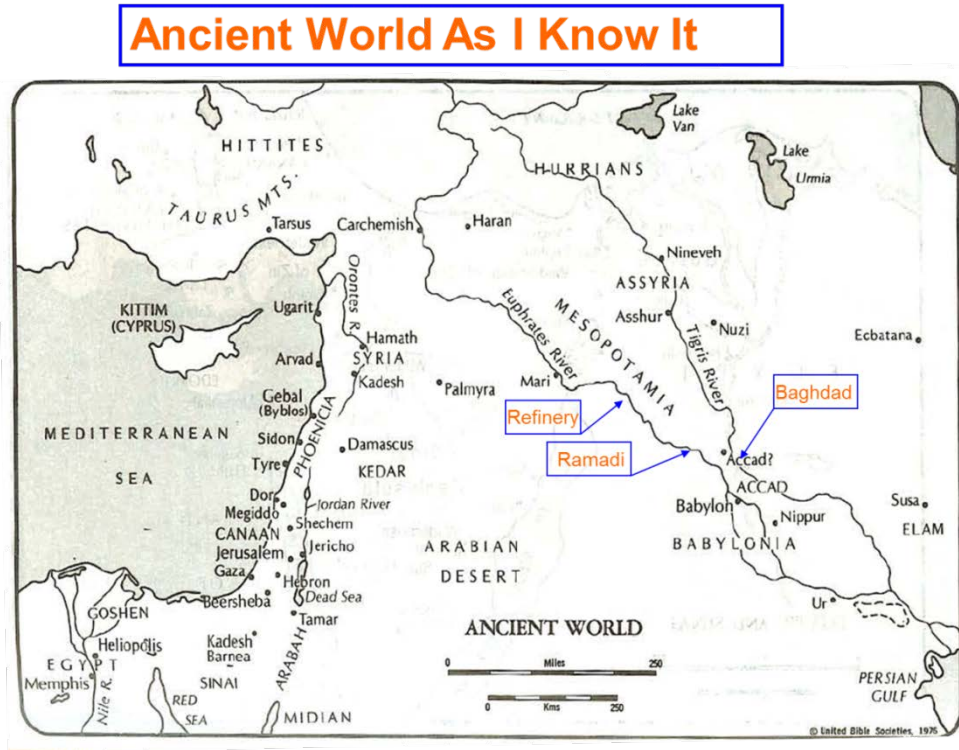 Ancient World As I Know It
Lake
Van
HITTITES
HURRIANS
Lake
Urmia
TAURUS MTS.
Tarsus
Carchemish
Haran
Nineveh
Orontes R.
ASSYRIA
KITTIM
(CYPRUS)
Ugarit
Euphrates River
MESOPOTAMIA
Asshur
Nuzi
Tigris River
Hamath
SYRIA
Ecbatana
Arvad
Kadesh
Palmyra
Mari
Baghdad
Gebal
(Byblos)
Refinery
PHOENICIA
MEDITERRANEAN
SEA
Sidon
Damascus
Ramadi
Tyre
KEDAR
Accad?
ACCAD
Dor
Megiddo
Jordan River
Babylon
Susa
Shechem
Nippur
CANAAN
ELAM
Jerusalem
Jericho
ARABIAN
DESERT
BABYLONIA
Gaza
Hebron
Dead Sea
Beersheba
Ur
GOSHEN
Tamar
Heliopolis
Kadesh
Barnea
ARABAH
ANCIENT WORLD
EGYPT
Miles
0 250
Memphis
SINAI
PERSIAN
GULF
Nile R.
RED
SEA
Kms
0 250
MIDIAN
© United Bible Societies, 1976